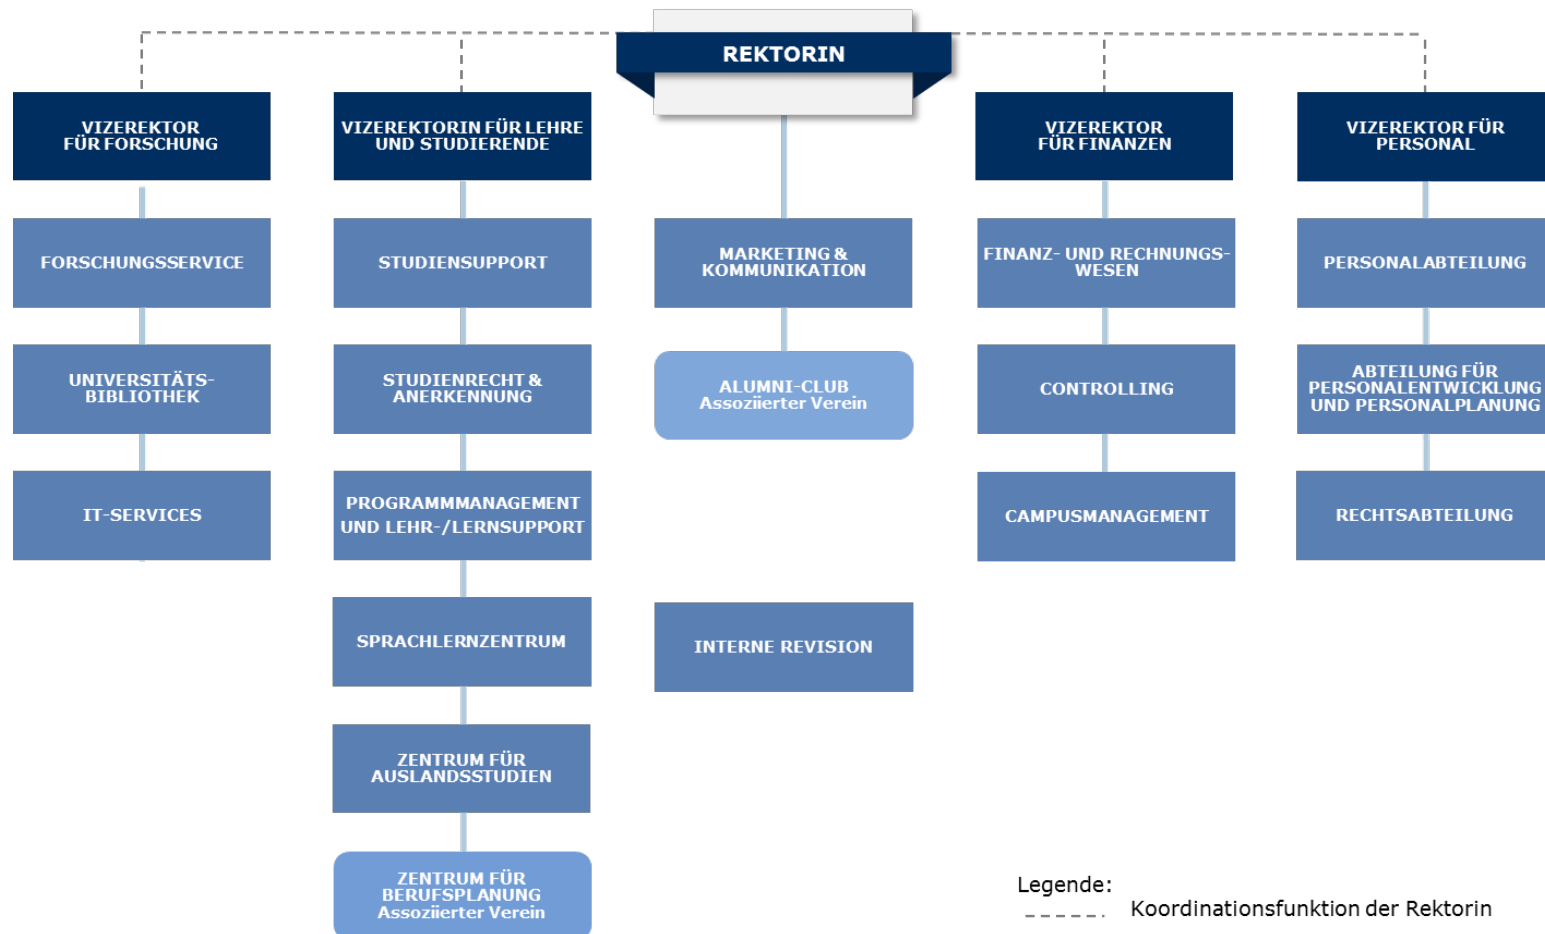 REKTORIN
VIZEREKTOR
FÜR FORSCHUNG
FORSCHUNGSSERVICE
UNIVERSITÄTS-
BIBLIOTHEK
IT-SERVICES
VIZEREKTORIN FÜR LEHRE
UND STUDIERENDE
STUDIENSUPPORT
STUDIENRECHT &
ANERKENNUNG
PROGRAMMMANAGEMENT
UND LEHR-/LERNSUPPORT
SPRACHLERNZENTRUM
ZENTRUM FÜR
AUSLANDSSTUDIEN
ZENTRUM FÜR
BERUFSPLANUNG
Assoziierter Verein
MARKETING &
KOMMUNIKATION
ALUMNI-CLUB
Assoziierter Verein
INTERNE REVISION
VIZEREKTOR
FÜR FINANZEN
FINANZ- UND RECHNUNGS-
WESEN
CONTROLLING
CAMPUSMANAGEMENT
VIZEREKTOR FÜR
PERSONAL
PERSONALABTEILUNG
ABTEILUNG FÜR
PERSONALENTWICKLUNG
UND PERSONALPLANUNG
RECHTSABTEILUNG
Legende:
Koordinationsfunktion der Rektorin